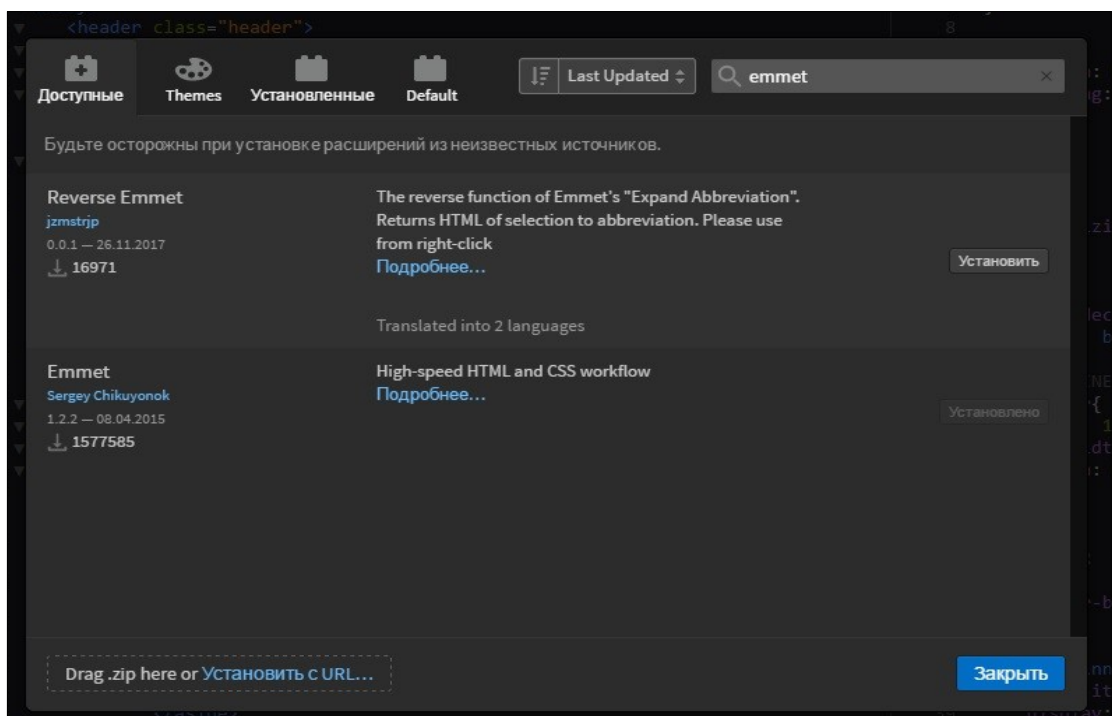 <header class="header">
8
Доступные
Themes
Установленные
Default
Last Updated
emmet
Будьте осторожны при установке расширений из неизвестных источников.
Reverse Emmet
jzmstrjp
0.0.1 — 26.11.2017
16971
The reverse function of Emmet's "Expand Abbreviation".
Returns HTML of selection to abbreviation. Please use
from right-click
Подробнее...
Translated into 2 languages
Установить
Emmet
Sergey Chikuyonok
1.2.2 — 08.04.2015
1577585
High-speed HTML and CSS workflow
Подробнее...
Установлено
Drag .zip here or Установить с URL...
Закрыть